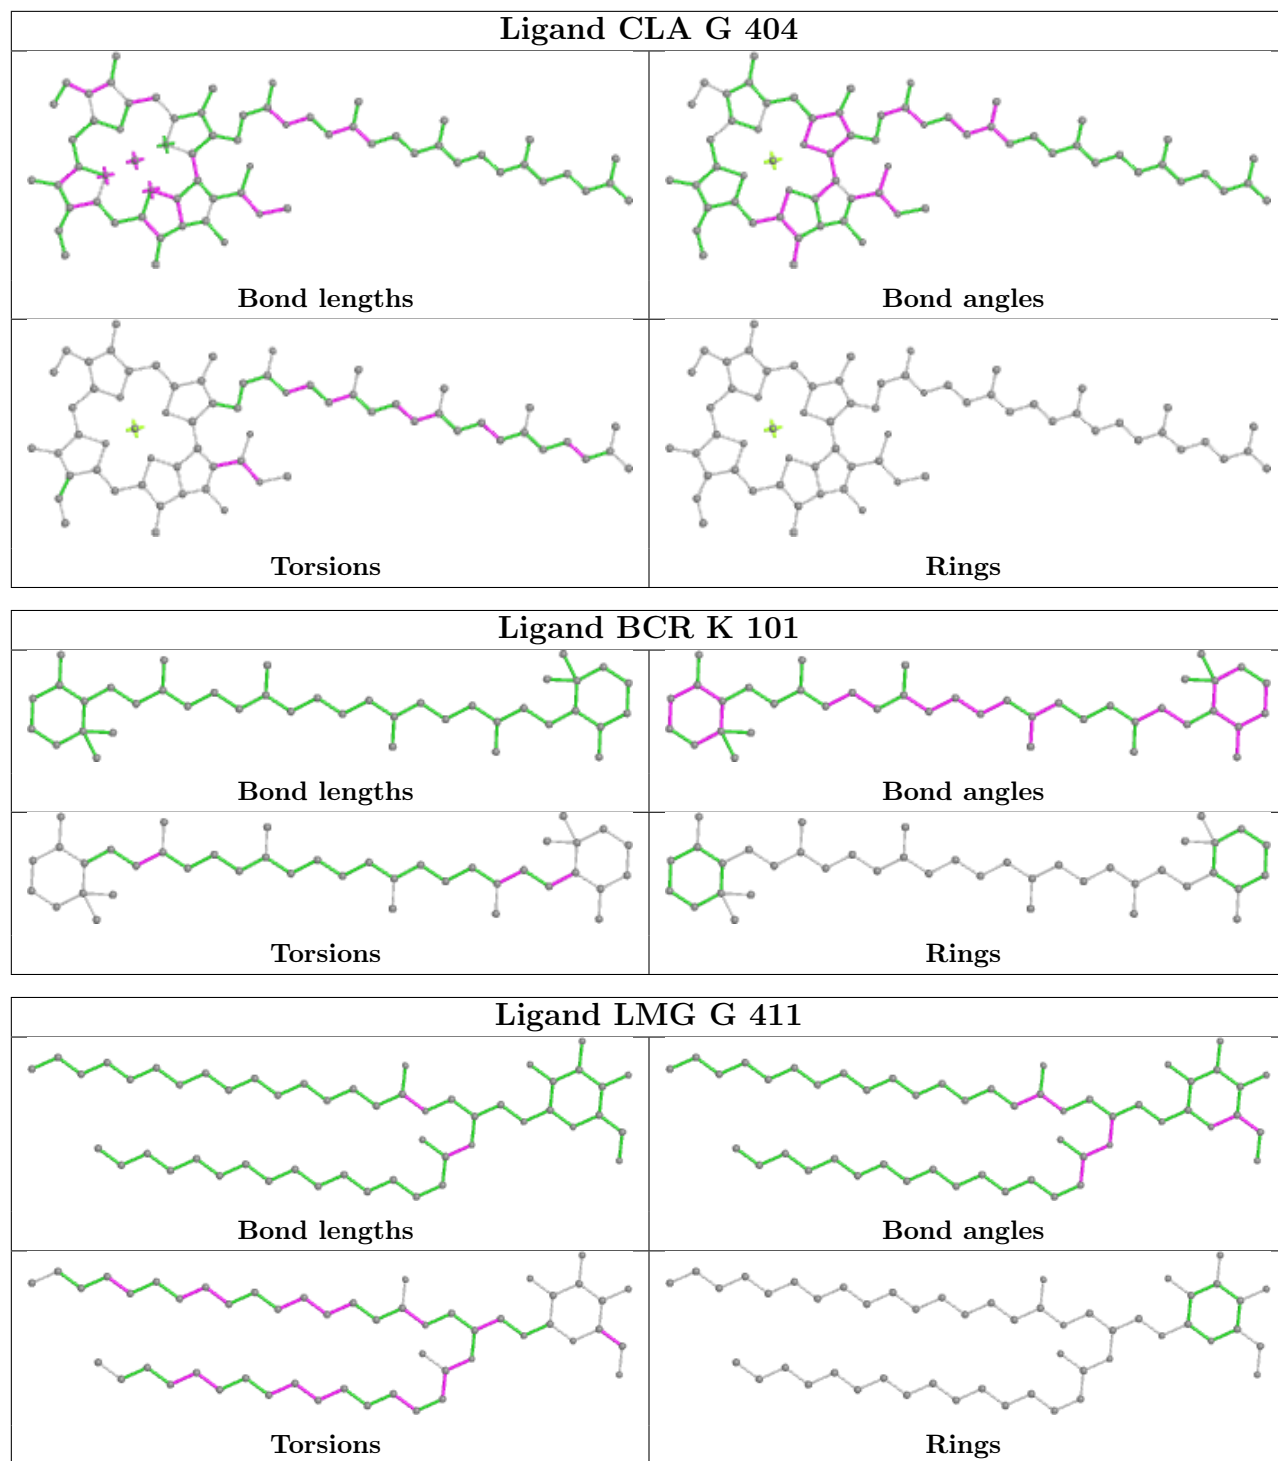 Ligand CLA G 404
Bond lengths
Bond angles
Torsions
Rings
Ligand BCR K 101
Bond lengths
Bond angles
Torsions
Rings
Ligand LMG G 411
Bond lengths
Bond angles
Torsions
Rings